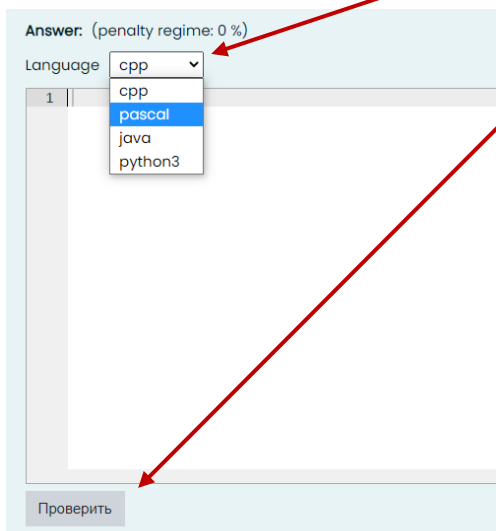 Answer: (penalty regime: 0 %)
Language cpp
cpp
1
pascal
java
python3
Проверить